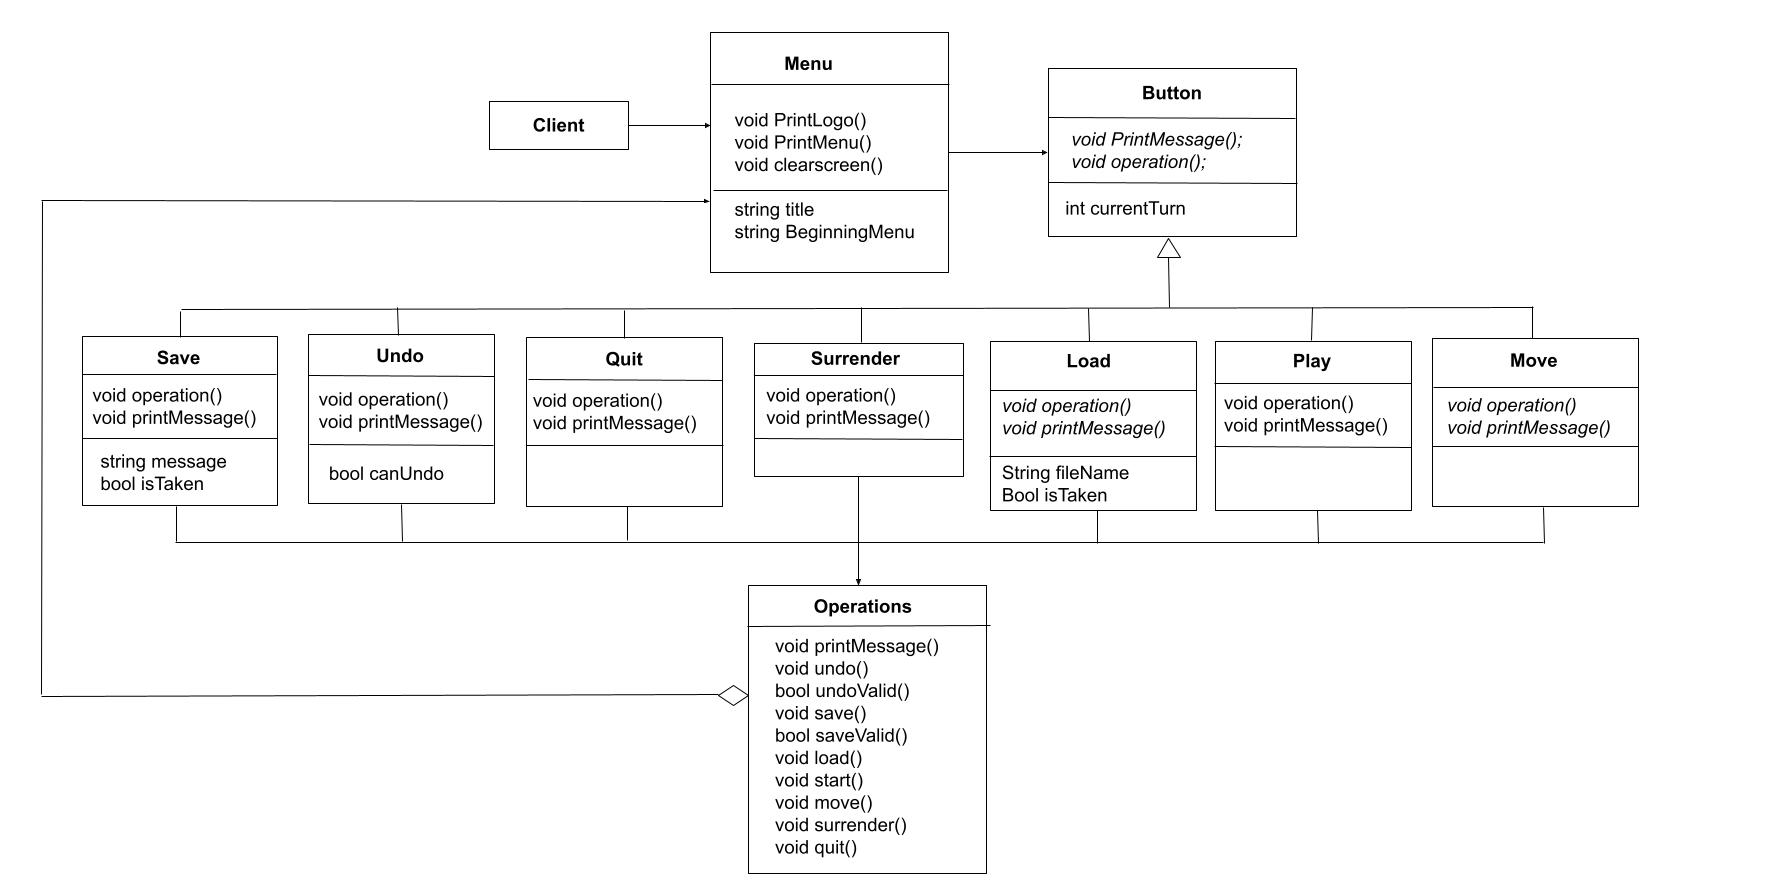 Menu
void PrintLogo()
void PrintMenu()
void clearscreen()
string title
string BeginningMenu
Client
Button
void PrintMessage();
void operation();
int currentTurn
Save
void operation()
void printMessage()
string message
bool isTaken
Undo
void operation()
void printMessage()
bool canUndo
Quit
void operation()
void printMessage()
Surrender
void operation()
void printMessage()
Load
void operation()
void printMessage()
String fileName
Bool isTaken
Play
void operation()
void printMessage()
Move
void operation()
void printMessage()
Operations
void printMessage()
void undo()
bool undoValid()
void save()
bool saveValid()
void load()
void start()
void move()
void surrender()
void quit()